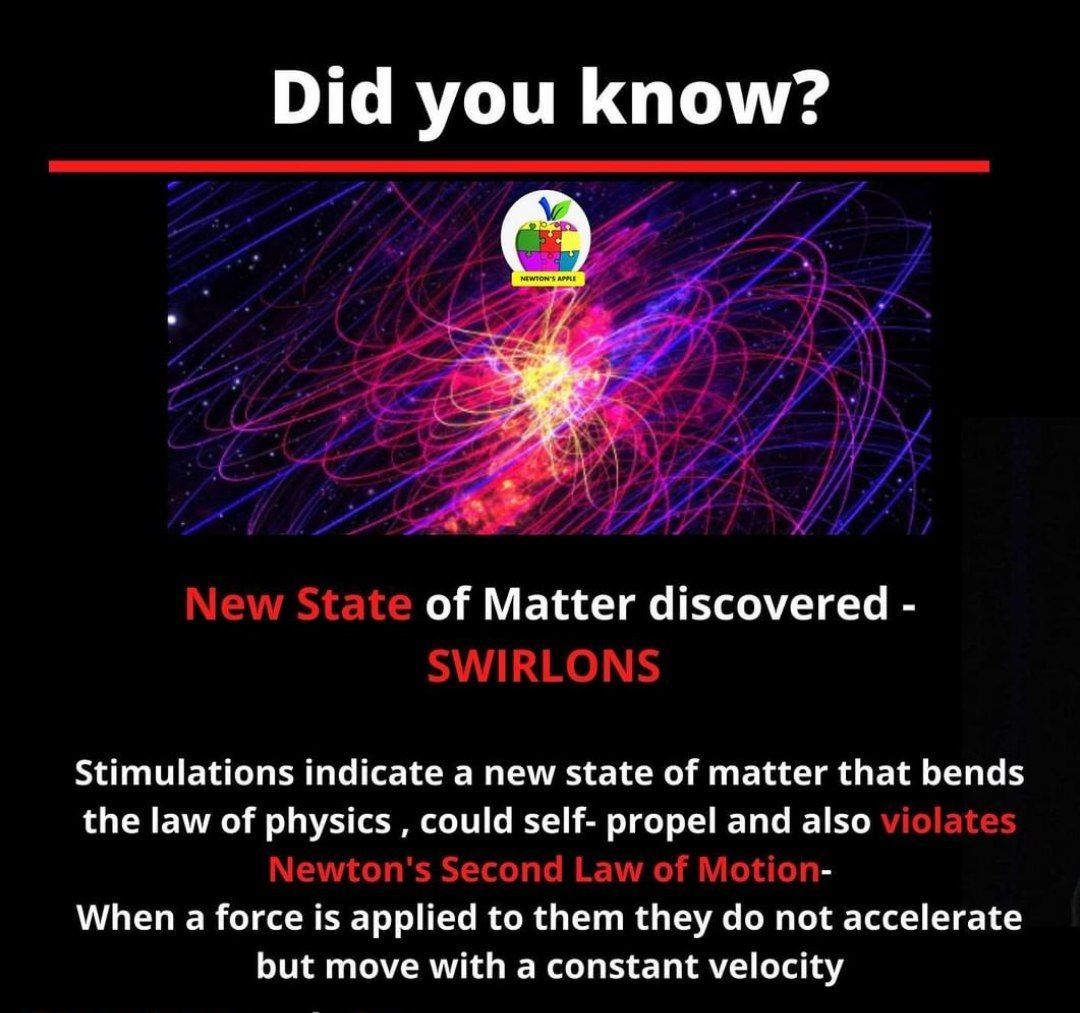 Did you know?
NEWTON'S APPLE
New State of Matter discovered -
SWIRLONS
Stimulations indicate a new state of matter that bends
the law of physics , could self- propel and also violates
Newton's Second Law of Motion-
When a force is applied to them they do not accelerate
but move with a constant velocity